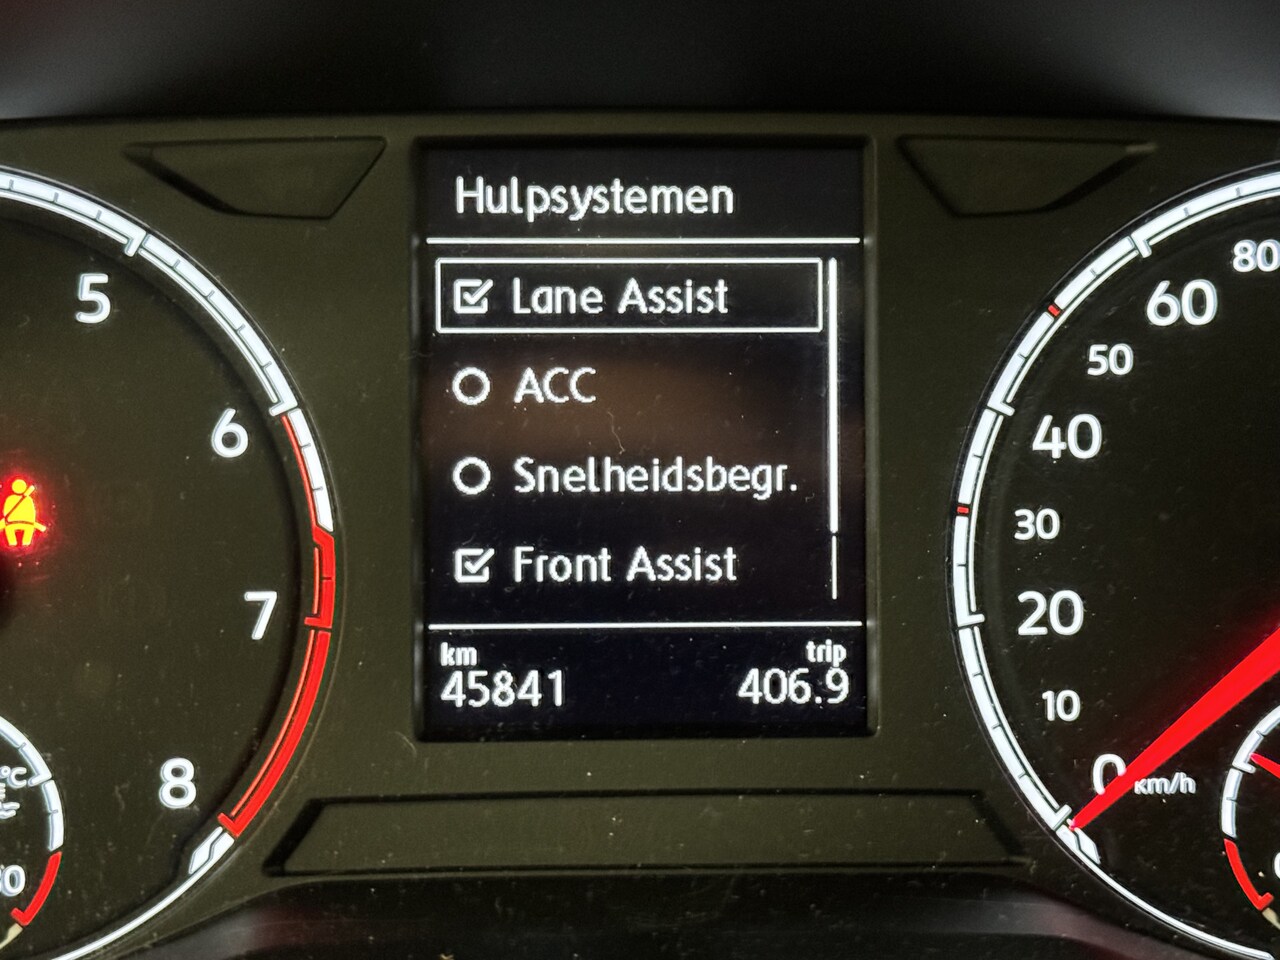 Hulpsystemen
Lane Assist
ACC
Snelheidsbegr.
Front Assist
km
trip
45841
406.9
5
6
7
8
80
60
50
40
30
20
10
0
km/h
°C